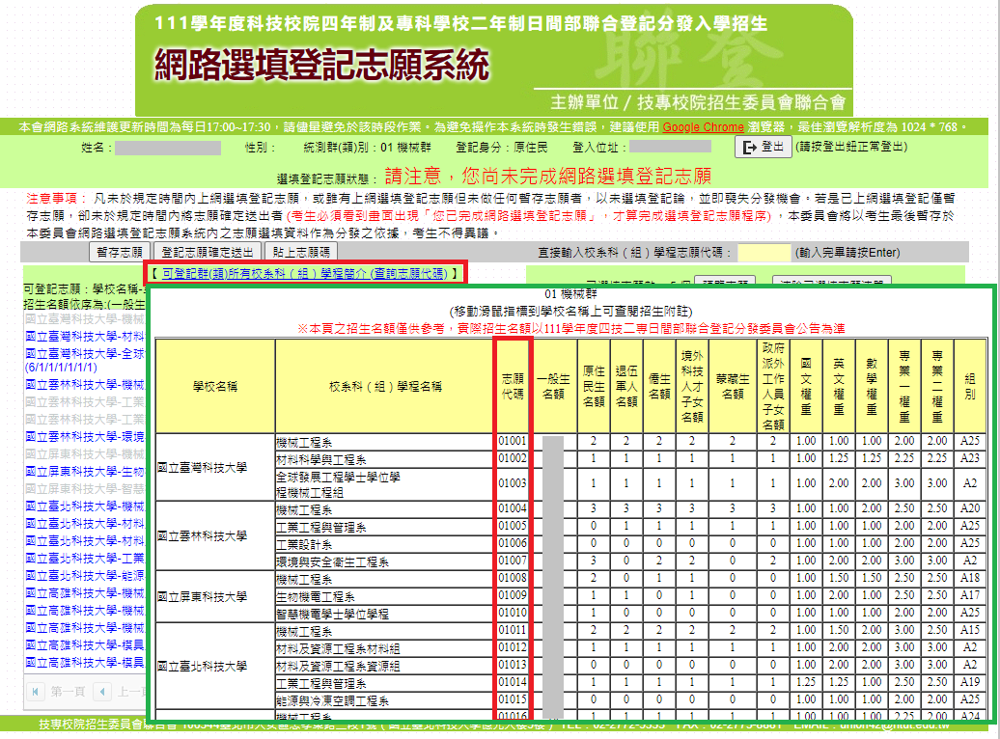 111學年度科技校院四年制及專科學校二年制日間部聯合登記分發入學招生
網路選填登記志願系統
聯登
主辦單位 / 技專校院招生委員會聯合會
本會網路系統維護更新時間為每日17:00~17:30，請儘量避免於該時段作業。為避免操作本系統時發生錯誤，建議使用 Google Chrome 瀏覽器，最佳瀏覽解析度為 1024 * 768。
姓名： 性別： 統測群(類)別：01 機械群 登記身分：原住民 登入位址： 登出 (請按登出鈕正常登出)
選填登記志願狀態： 請注意，您尚未完成網路選填登記志願
注意事項： 凡未於規定時間內上網選填登記志願，或雖有上網選填登記志願但未做任何暫存志願者，以未選填登記論，並即喪失分發機會。若是已上網選填登記僅暫
存志願，卻未於規定時間內將志願確定送出者 (考生必須看到畫面出現「您已完成網路選填登記志願」，才算完成選填登記志願程序) ，本委員會將以考生最後暫存於
本委員會網路選填登記志願系統內之志願選填資料作為分發之依據，考生不得異議。
暫存志願 登記志願確定送出 貼上志願碼 直接輸入校系科（組）學程志願代碼： (輸入完畢請按Enter)
【 可登記群(類)所有校系科（組）學程簡介 (查詢志願代碼) 】
可登記志願：學校名稱-
招生名額依序為:(一般生
國立臺灣科技大學-機械
國立臺灣科技大學-材料
國立臺灣科技大學-全球
(6/1/1/1/1/1/1)
國立雲林科技大學-機械
國立雲林科技大學-工業
國立雲林科技大學-工業
國立雲林科技大學-環境
國立屏東科技大學-機械
國立屏東科技大學-生物
國立屏東科技大學-智慧
國立臺北科技大學-機械
國立臺北科技大學-材料
國立臺北科技大學-材料
國立臺北科技大學-工業
國立臺北科技大學-能源
國立高雄科技大學-機械
國立高雄科技大學-機械
國立高雄科技大學-機械
國立高雄科技大學-模具
國立高雄科技大學-模具
第一頁 上一
01 機械群
(移動滑鼠指標到學校名稱上可查閱招生附註)
※本頁之招生名額僅供參考，實際招生名額以111學年度四技二專日間部聯合登記分發委員會公告為準
學校名稱 校系科（組）學程名稱 志願代碼 一般生名額 原住民生名額 退伍軍人名額 僑生名額 境外科技人才子女名額 蒙藏生名額 政府派外工作人員子女名額 國文權重 英文權重 數學權重 專業一權重 專業二權重 組別
國立臺灣科技大學
機械工程系 01001 2 2 2 2 2 2 1.00 1.00 1.00 2.00 2.00 A25
材料科學與工程系 01002 1 1 1 1 1 1 1.00 1.25 1.25 2.25 2.25 A23
全球發展工程學士學位學
程機械工程組 01003 1 1 1 1 1 1 1.00 2.00 2.00 3.00 3.00 A2
國立雲林科技大學
機械工程系 01004 3 3 3 3 3 3 1.00 1.00 2.00 2.50 2.50 A20
工業工程與管理系 01005 0 1 1 1 1 1 1.00 1.00 1.00 2.00 2.00 A25
工業設計系 01006 0 0 0 0 0 0 1.00 1.00 1.00 2.00 2.00 A25
環境與安全衛生工程系 01007 3 0 2 2 0 2 1.00 2.00 2.00 3.00 3.00 A2
國立屏東科技大學
機械工程系 01008 2 0 1 1 0 0 1.00 1.50 1.50 2.50 2.50 A18
生物機電工程系 01009 1 1 0 0 0 0 1.00 2.00 1.00 2.50 2.50 A17
智慧機電學士學位學程 01010 1 0 0 0 0 0 1.00 1.00 1.00 2.00 2.00 A25
國立臺北科技大學
機械工程系 01011 2 2 2 2 2 2 1.00 1.50 2.00 3.00 3.00 A15
材料及資源工程系材料組 01012 1 1 1 1 1 1 1.00 2.00 2.00 3.00 3.00 A2
材料及資源工程系資源組 01013 0 0 0 0 0 0 1.00 2.00 2.00 3.00 3.00 A2
工業工程與管理系 01014 1 1 1 1 1 1 1.25 1.25 1.00 2.50 2.50 A19
能源與冷凍空調工程系 01015 0 0 0 0 0 0 1.00 1.00 1.00 2.00 2.00 A25
機械工程系 01016 1 1 1 1 1 1 1.00 1.00 1.00 2.25 2.00 A24